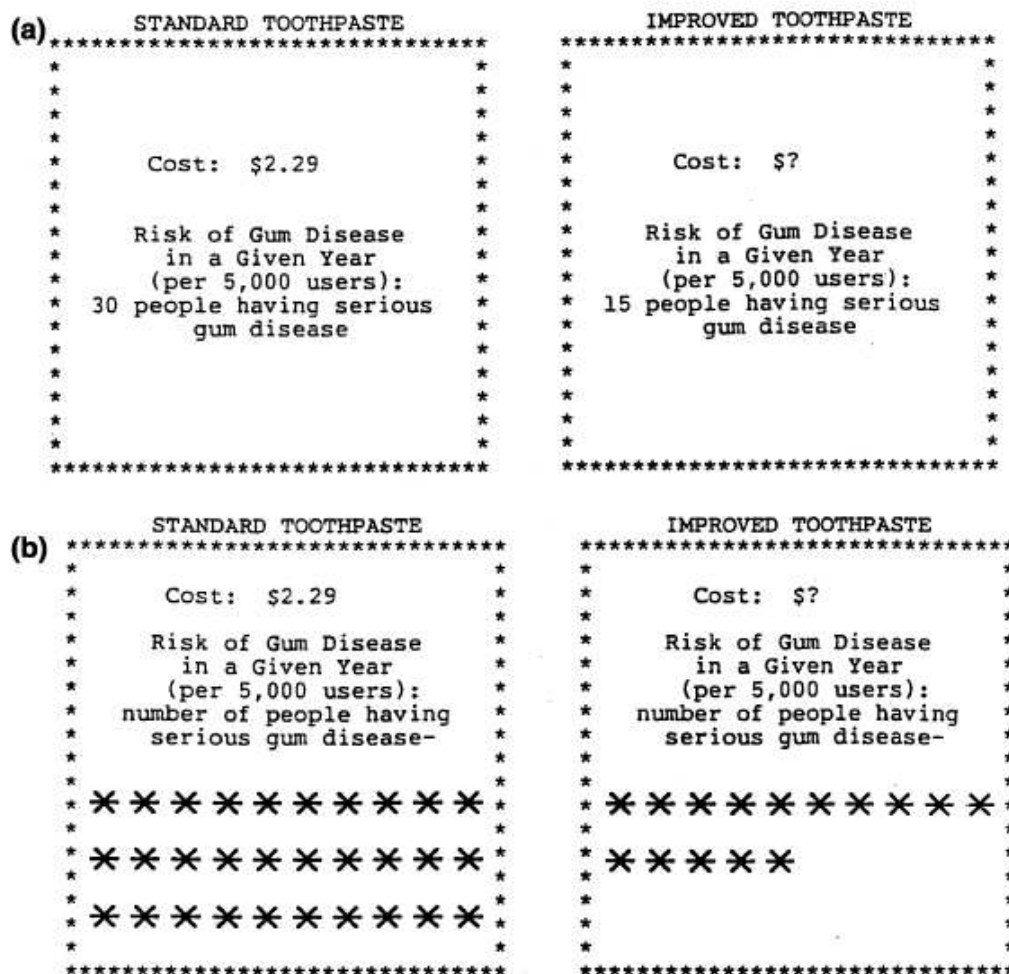 (a)
STANDARD TOOTHPASTE
Cost: $2.29
Risk of Gum Disease
in a Given Year
(per 5,000 users):
30 people having serious
gum disease
IMPROVED TOOTHPASTE
Cost: $?
Risk of Gum Disease
in a Given Year
(per 5,000 users):
15 people having serious
gum disease
(b)
STANDARD TOOTHPASTE
Cost: $2.29
Risk of Gum Disease
in a Given Year
(per 5,000 users):
number of people having
serious gum disease-
IMPROVED TOOTHPASTE
Cost: $?
Risk of Gum Disease
in a Given Year
(per 5,000 users):
number of people having
serious gum disease-